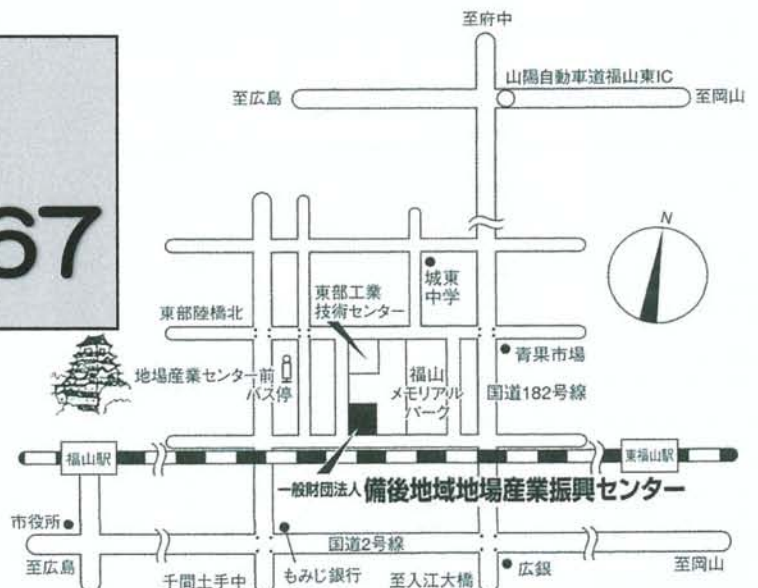 至府中
山陽自動車道福山東IC
至広島
至岡山
67
N
城東
中学
東部工業
技術センター
東部陸橋北
青果市場
地場産業センター前
バス停
福山
メモリアル
パーク
国道182号線
福山駅
東福山駅
一般財団法人 備後地域地場産業振興センター
市役所
国道2号線
至広島
千間土手中
もみじ銀行
至入江大橋
広銀
至岡山